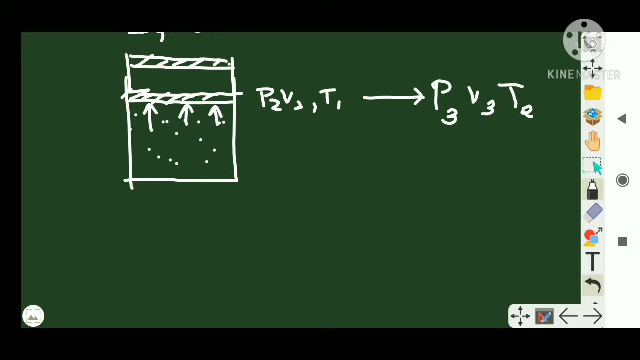 KINEMASTER
P₂V₂, T₁ → P₃ V₃ T₂
T